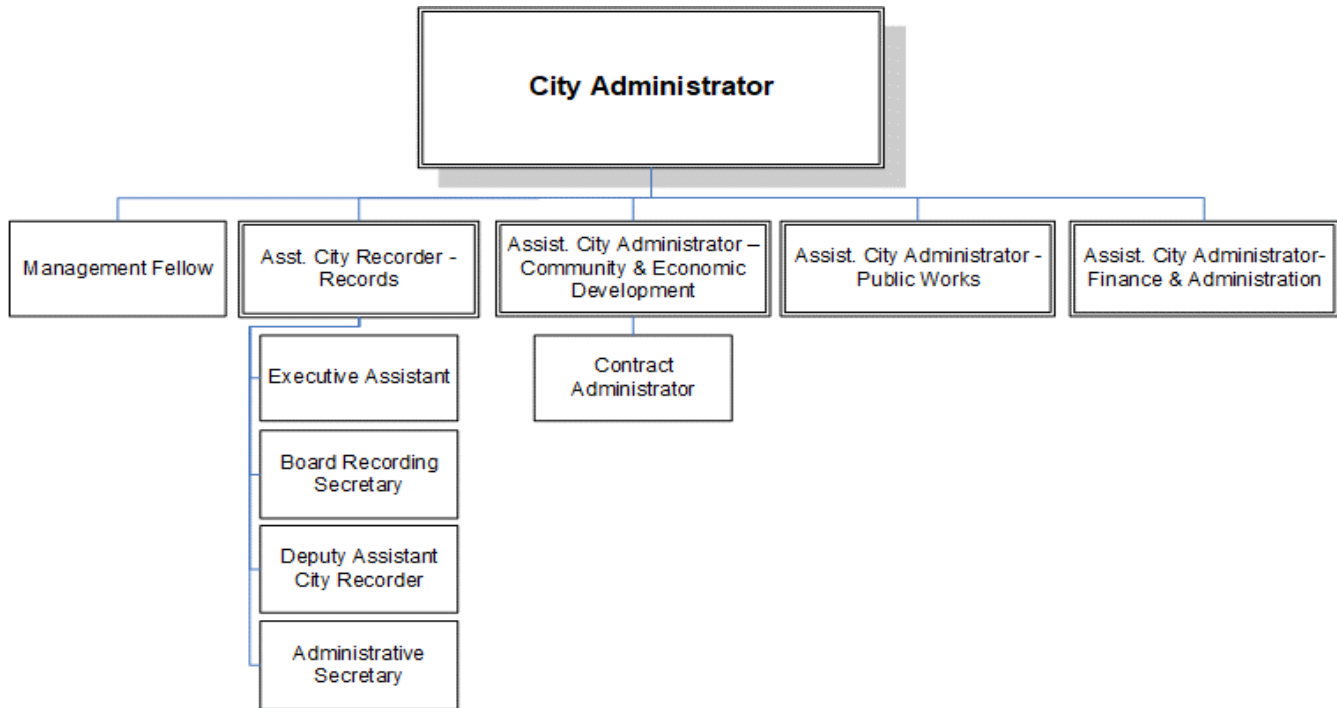 City Administrator
Management Fellow
Asst. City Recorder -
Records
Assist. City Administrator –
Community & Economic
Development
Assist. City Administrator -
Public Works
Assist. City Administrator-
Finance & Administration
Executive Assistant
Board Recording
Secretary
Deputy Assistant
City Recorder
Administrative
Secretary
Contract
Administrator